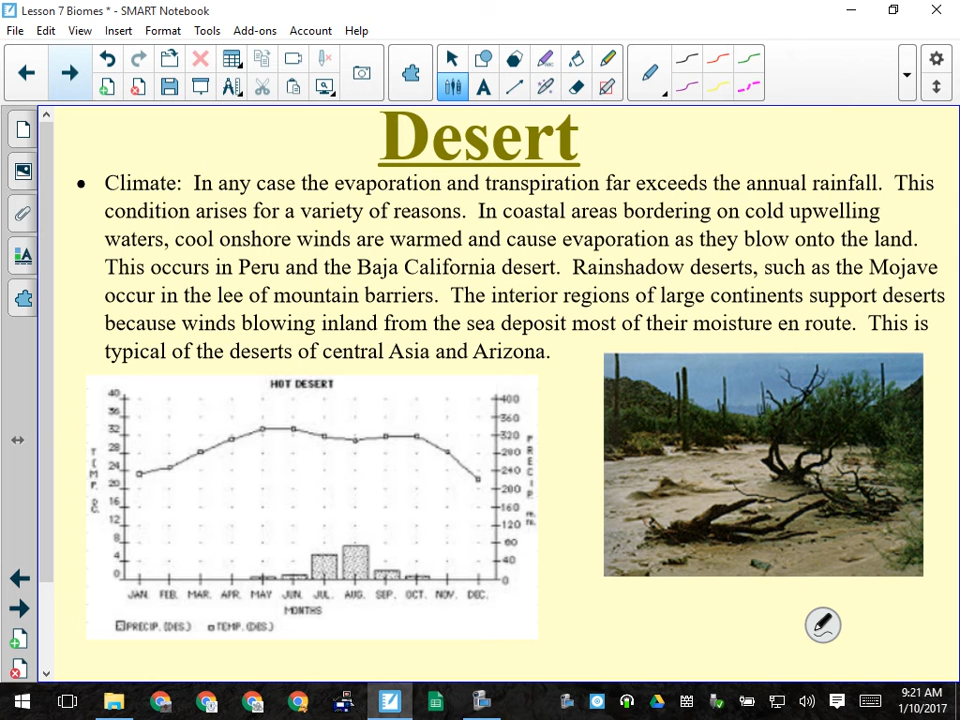 Lesson 7 Biomes * - SMART Notebook
File Edit View Insert Format Tools Add-ons Account Help
Desert
• Climate: In any case the evaporation and transpiration far exceeds the annual rainfall. This
condition arises for a variety of reasons. In coastal areas bordering on cold upwelling
waters, cool onshore winds are warmed and cause evaporation as they blow onto the land.
This occurs in Peru and the Baja California desert. Rainshadow deserts, such as the Mojave
occur in the lee of mountain barriers. The interior regions of large continents support deserts
because winds blowing inland from the sea deposit most of their moisture en route. This is
typical of the deserts of central Asia and Arizona.
HOT DESERT
40 400
36 360
32 320
28 280
24 240
20 200
16 160
12 120
8 80
4 40
0 0
TEMP. OC
PRECIP. mm.
JAN. FEB. MAR. APR. MAY JUN. JUL. AUG. SEP. OCT. NOV. DEC.
MONTHS
PRECIP.(DES.) TEMP.(DES.)
9:21 AM
1/10/2017